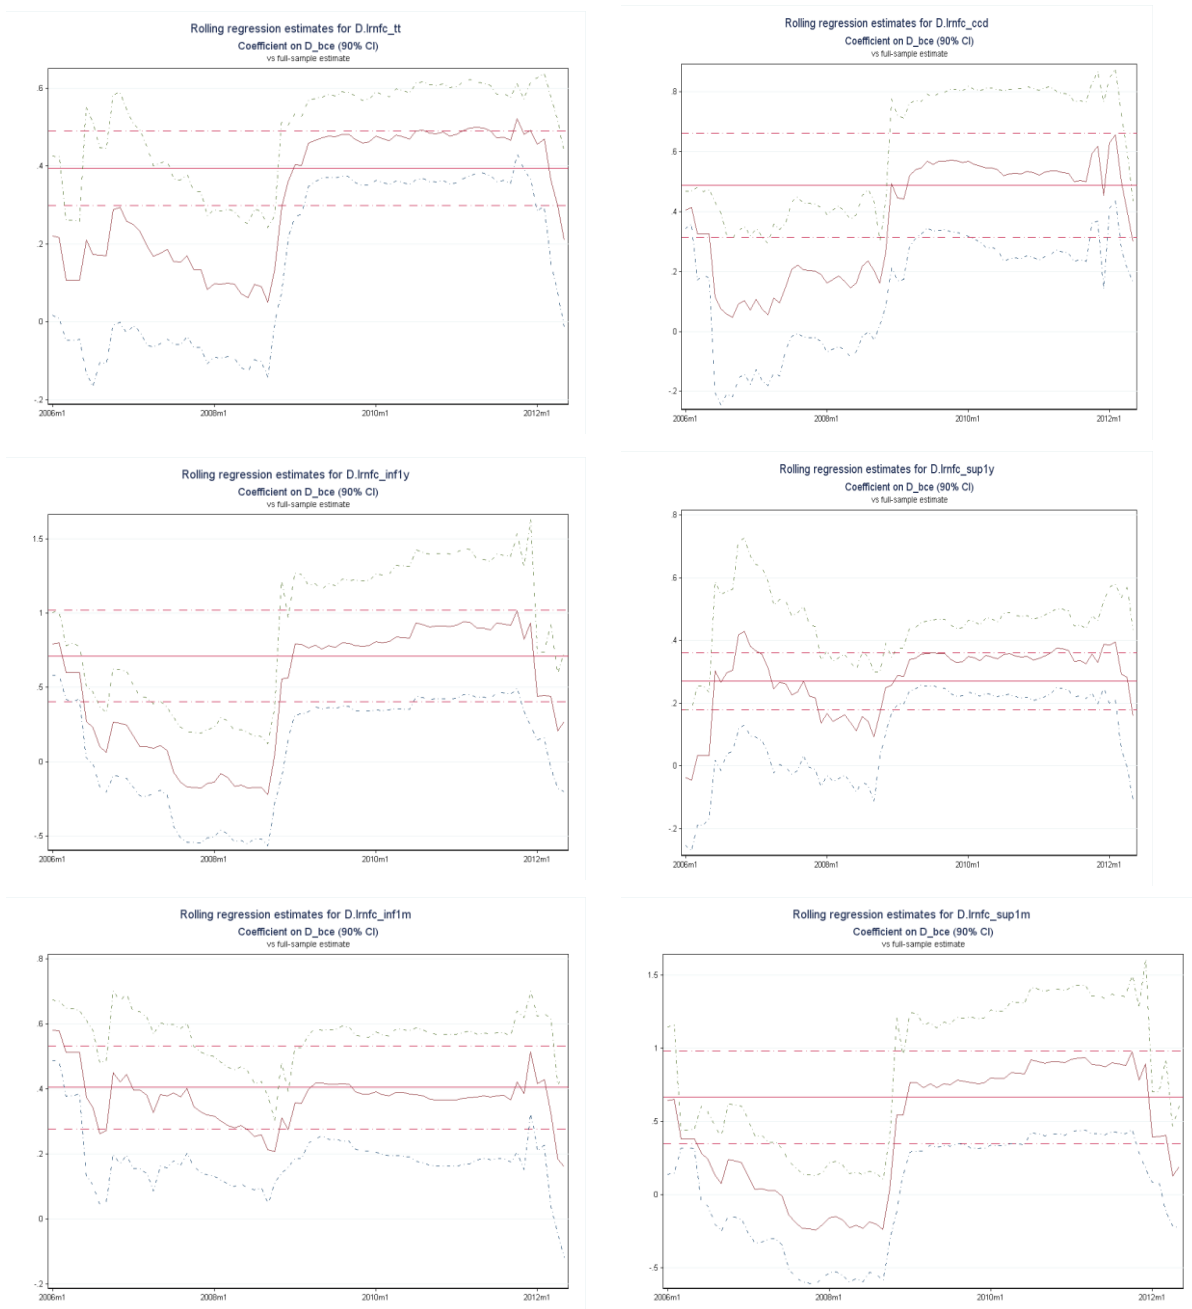 Rolling regression estimates for D.lrnfc_tt
Coefficient on D_bce (90% CI)
vs full-sample estimate
.6
.4
.2
0
-.2
2006m1 2008m1 2010m1 2012m1
Rolling regression estimates for D.lrnfc_ccd
Coefficient on D_bce (90% CI)
vs full-sample estimate
.8
.6
.4
.2
0
-.2
2006m1 2008m1 2010m1 2012m1
Rolling regression estimates for D.lrnfc_inf1y
Coefficient on D_bce (90% CI)
vs full-sample estimate
1.5
1
.5
0
-.5
2006m1 2008m1 2010m1 2012m1
Rolling regression estimates for D.lrnfc_sup1y
Coefficient on D_bce (90% CI)
vs full-sample estimate
.8
.6
.4
.2
0
-.2
2006m1 2008m1 2010m1 2012m1
Rolling regression estimates for D.lrnfc_inf1m
Coefficient on D_bce (90% CI)
vs full-sample estimate
.8
.6
.4
.2
0
-.2
2006m1 2008m1 2010m1 2012m1
Rolling regression estimates for D.lrnfc_sup1m
Coefficient on D_bce (90% CI)
vs full-sample estimate
1.5
1
.5
0
-.5
2006m1 2008m1 2010m1 2012m1